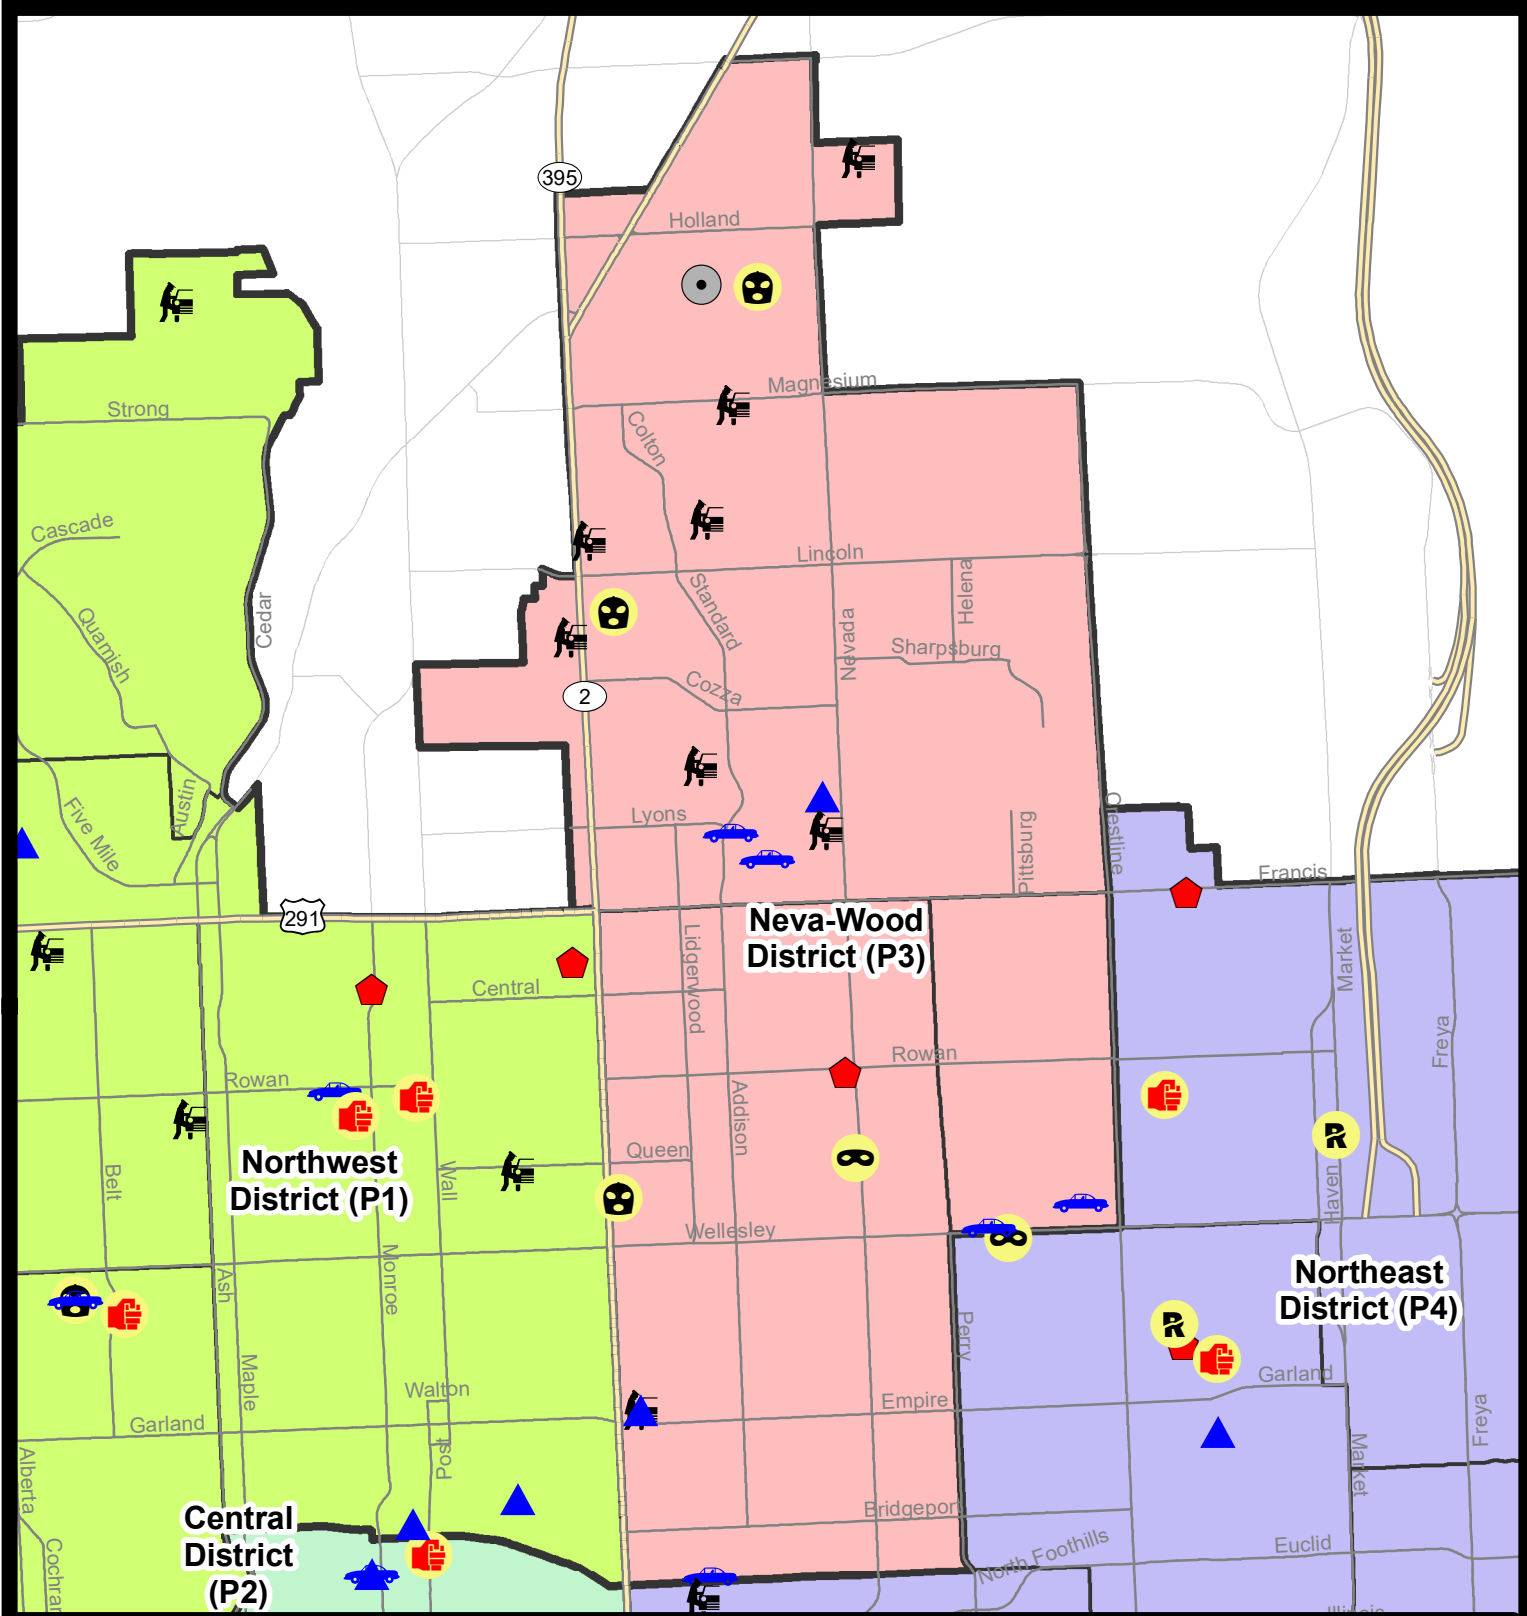 395
Holland
Magnesium
Strong
Colton
Cascade
Lincoln
Helena
Standard
Cedar
Quamish
Nevada
Sharpsburg
Cozza
2
Austin
Five Mile
Lyons
Pittsburg
Crestline
Francis
291
Neva-Wood
District (P3)
Lidgerwood
Market
Central
Freya
Rowan
Rowan
Addison
Queen
Northwest
District (P1)
Belt
Wall
Haven
Wellesley
Monroe
Ash
Northeast
District (P4)
Perry
Maple
Walton
Garland
Empire
Garland
Freya
Post
Market
Alberta
Bridgeport
Central
District
(P2)
Cochran
North Foothills
Euclid